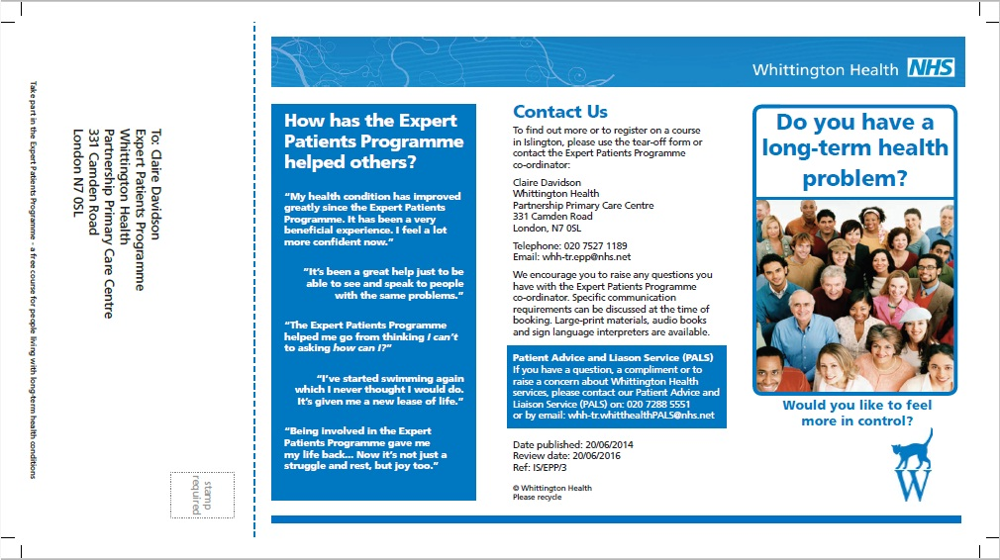 Take part in the Expert Patients Programme - a free course for people living with long-term health conditions
To: Claire Davidson
Expert Patients Programme
Whittington Health
Partnership Primary Care Centre
331 Camden Road
London N7 0SL
stamp
required
How has the Expert
Patients Programme
helped others?
“My health condition has improved
greatly since the Expert Patients
Programme. It has been a very
beneficial experience. I feel a lot
more confident now.”
“It’s been a great help just to be
able to see and speak to people
with the same problems.”
“The Expert Patients Programme
helped me go from thinking I can’t
to asking how can I?”
“I’ve started swimming again
which I never thought I would do.
It’s given me a new lease of life.”
“Being involved in the Expert
Patients Programme gave me
my life back... Now it’s not just a
struggle and rest, but joy too.”
Contact Us
To find out more or to register on a course
in Islington, please use the tear-off form or
contact the Expert Patients Programme
co-ordinator:
Claire Davidson
Whittington Health
Partnership Primary Care Centre
331 Camden Road
London, N7 0SL
Telephone: 020 7527 1189
Email: whh-tr.epp@nhs.net
We encourage you to raise any questions you
have with the Expert Patients Programme
co-ordinator. Specific communication
requirements can be discussed at the time of
booking. Large-print materials, audio books
and sign language interpreters are available.
Patient Advice and Liason Service (PALS)
If you have a question, a compliment or to
raise a concern about Whittington Health
services, please contact our Patient Advice and
Liaison Service (PALS) on: 020 7288 5551
or by email: whh-tr.whitthealthPALS@nhs.net
Date published: 20/06/2014
Review date: 20/06/2016
Ref: IS/EPP/3
© Whittington Health
Please recycle
Whittington Health NHS
Do you have a
long-term health
problem?
Would you like to feel
more in control?
W